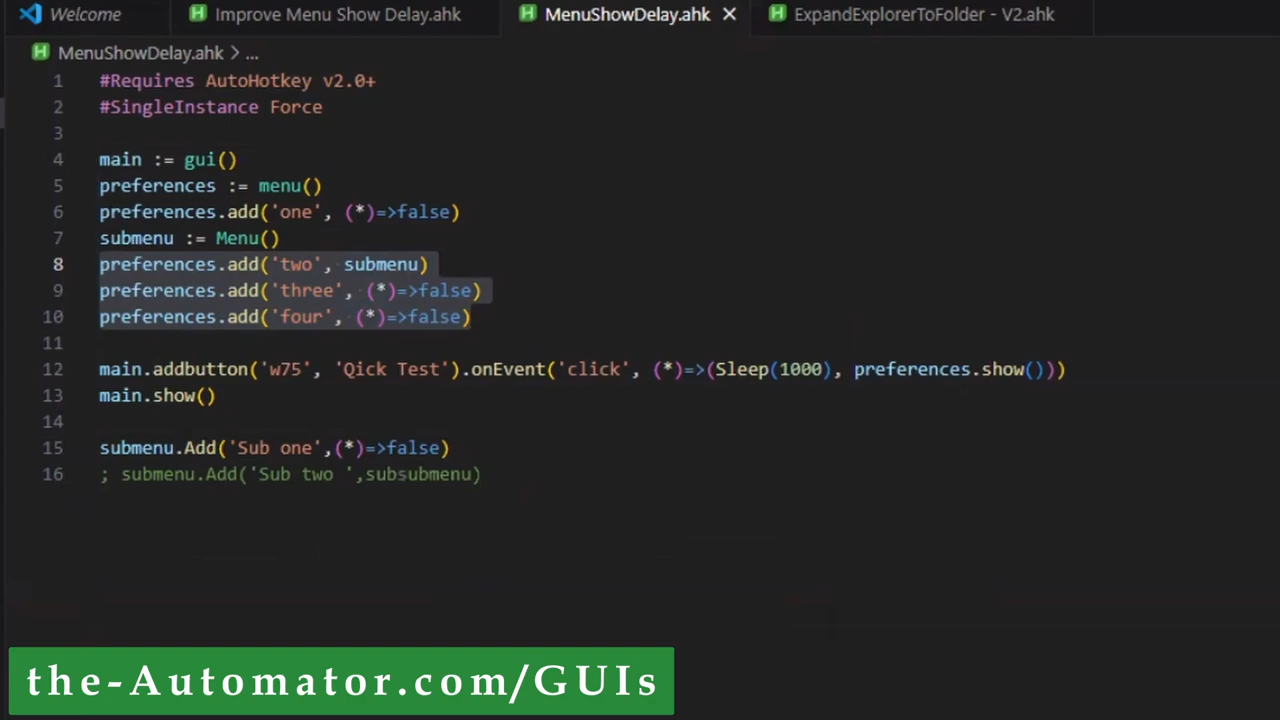 Welcome
Improve Menu Show Delay.ahk
MenuShowDelay.ahk
ExpandExplorerToFolder - V2.ahk
MenuShowDelay.ahk > ...
1 #Requires AutoHotkey v2.0+
2 #SingleInstance Force
3
4 main := gui()
5 preferences := menu()
6 preferences.add('one', (*)=>false)
7 submenu := Menu()
8 preferences.add('two', submenu)
9 preferences.add('three', (*)=>false)
10 preferences.add('four', (*)=>false)
11
12 main.addbutton('w75', 'Qick Test').onEvent('click', (*)=>(Sleep(1000), preferences.show()))
13 main.show()
14
15 submenu.Add('Sub one',(*)=>false)
16 ; submenu.Add('Sub two ',subsubmenu)
the-Automator.com/GUIs